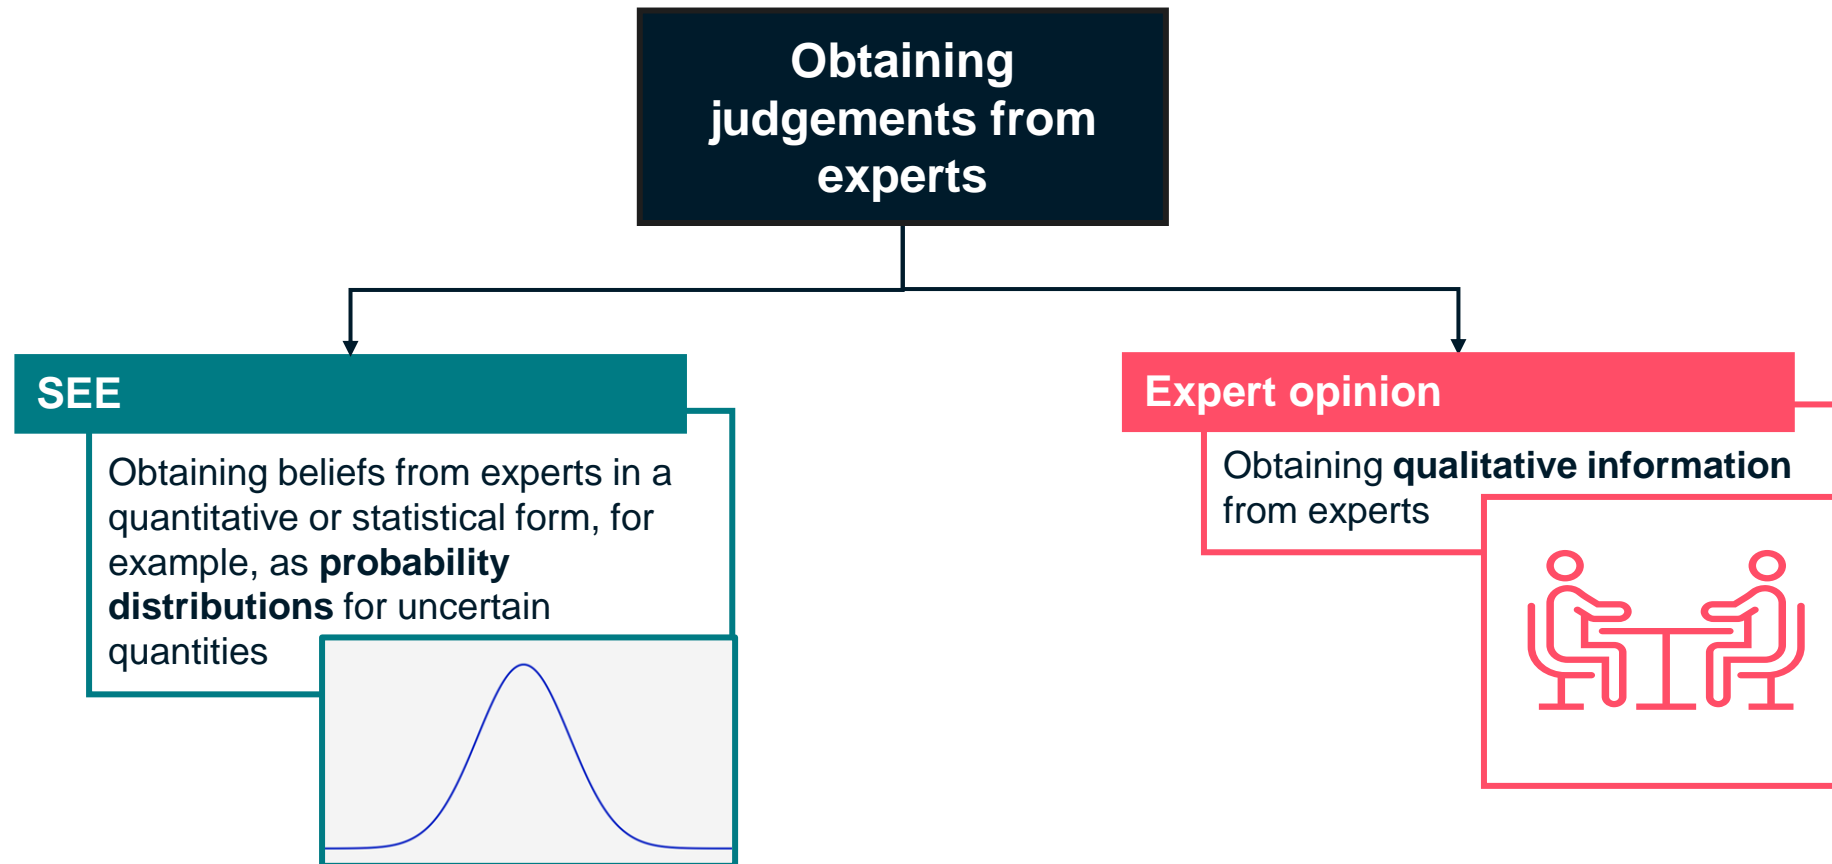 Obtaining
judgements from
experts
SEE
Obtaining beliefs from experts in a
quantitative or statistical form, for
example, as probability
distributions for uncertain
quantities
Expert opinion
Obtaining qualitative information
from experts